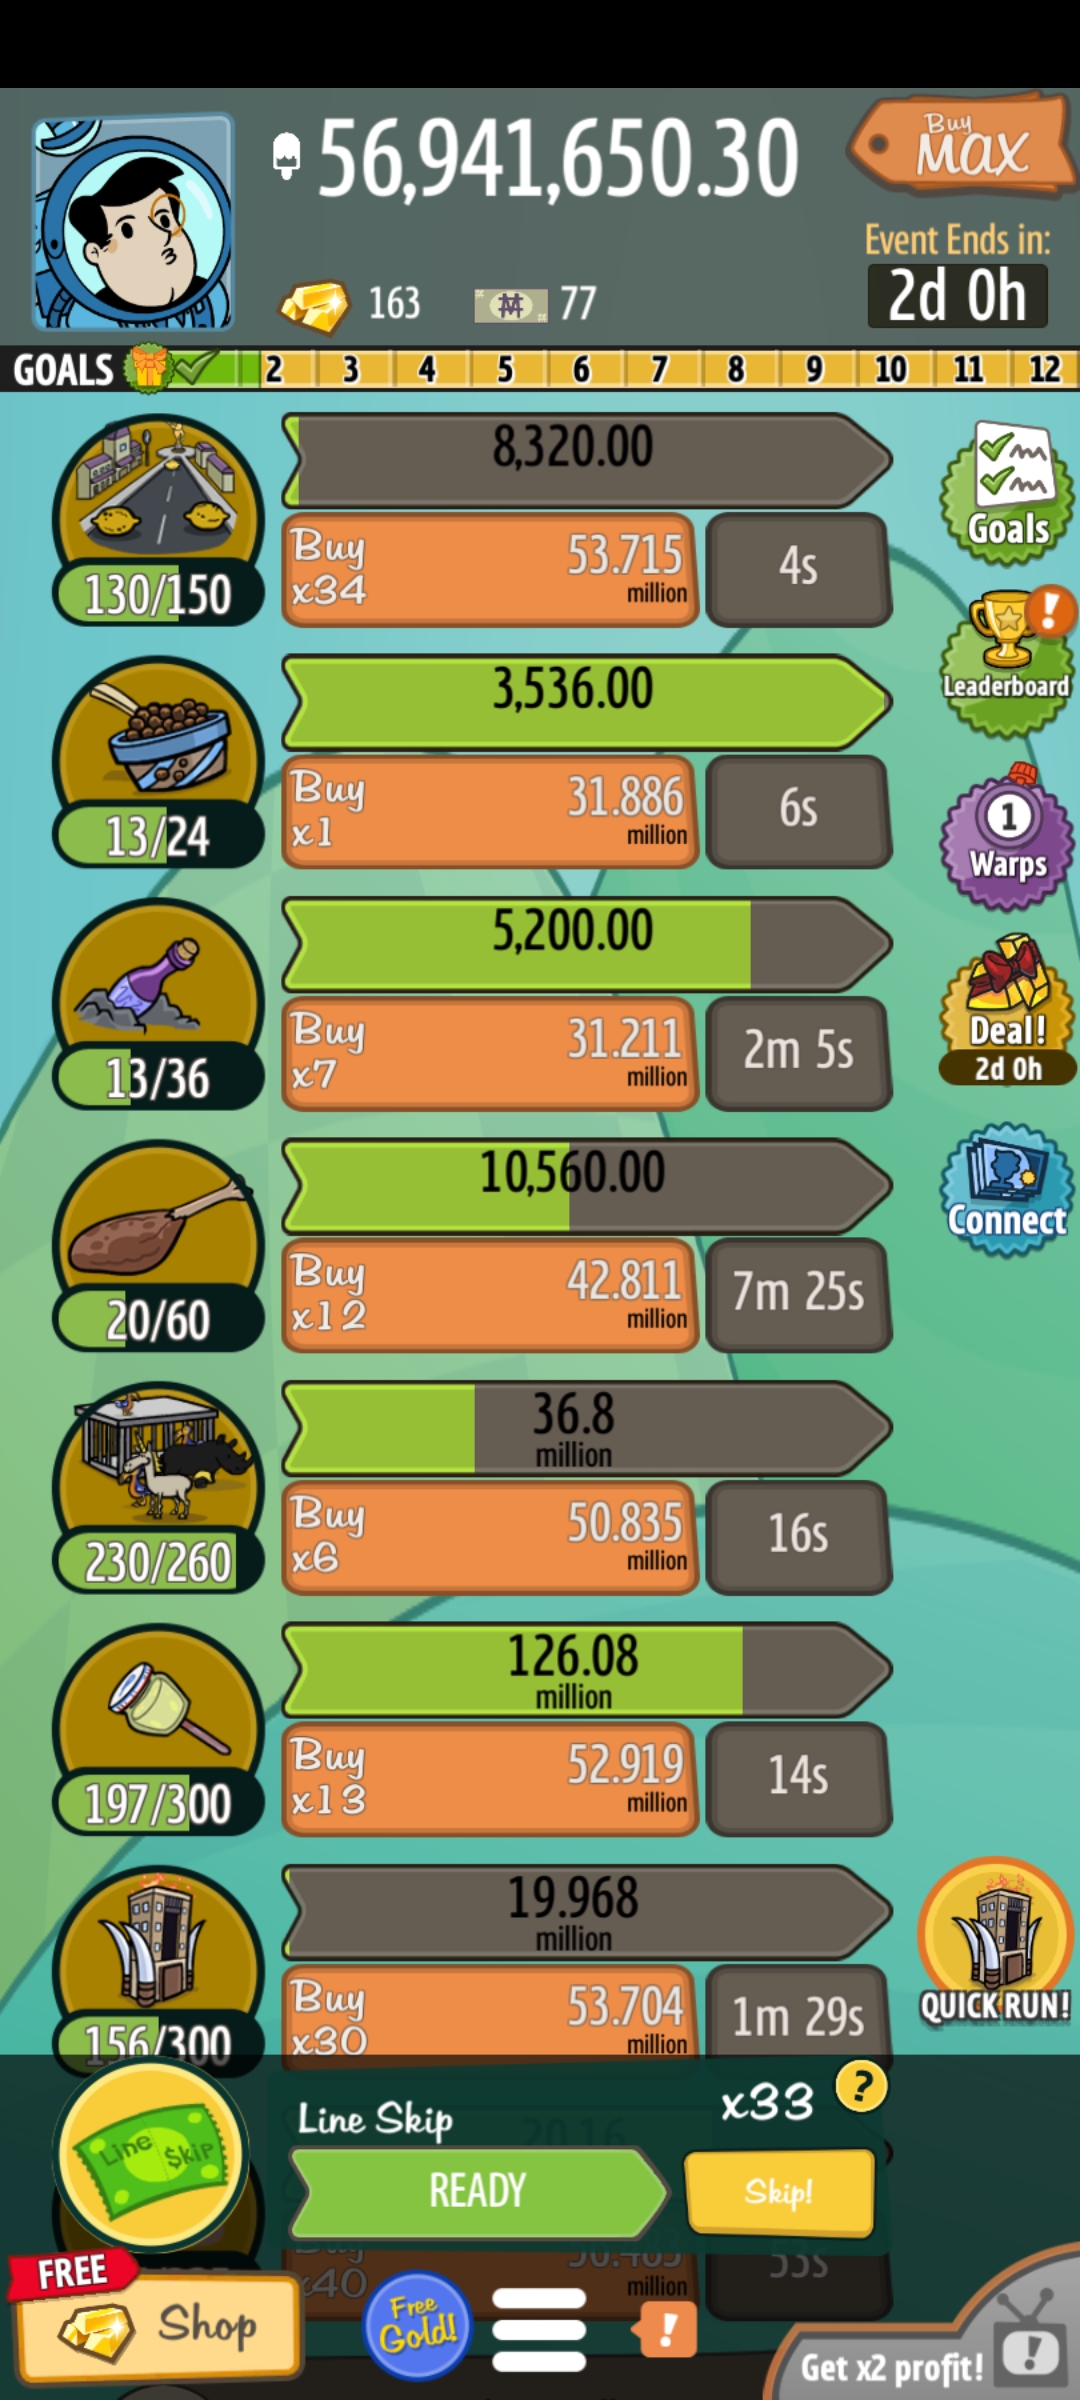 56,941,650.30
Buy
MAX
Event Ends in:
2d 0h
163
77
GOALS 2 3 4 5 6 7 8 9 10 11 12
8,320.00
Buy
x34
53.715
million
4s
130/150
Goals
3,536.00
Buy
x1
31.886
million
6s
13/24
!
Leaderboard
5,200.00
Buy
x7
31.211
million
2m 5s
13/36
1
Warps
10,560.00
Buy
x12
42.811
million
7m 25s
20/60
Deal!
2d 0h
Connect
36.8
million
Buy
x6
50.835
million
16s
230/260
126.08
million
Buy
x13
52.919
million
14s
197/300
19.968
million
Buy
x30
53.704
million
1m 29s
156/300
QUICK RUN!
Line Skip
Line Skip
x33
?
20.16
READY
Skip!
Buy
x40
million
53s
FREE
Shop
Free
Gold!
!
Get x2 profit!
!